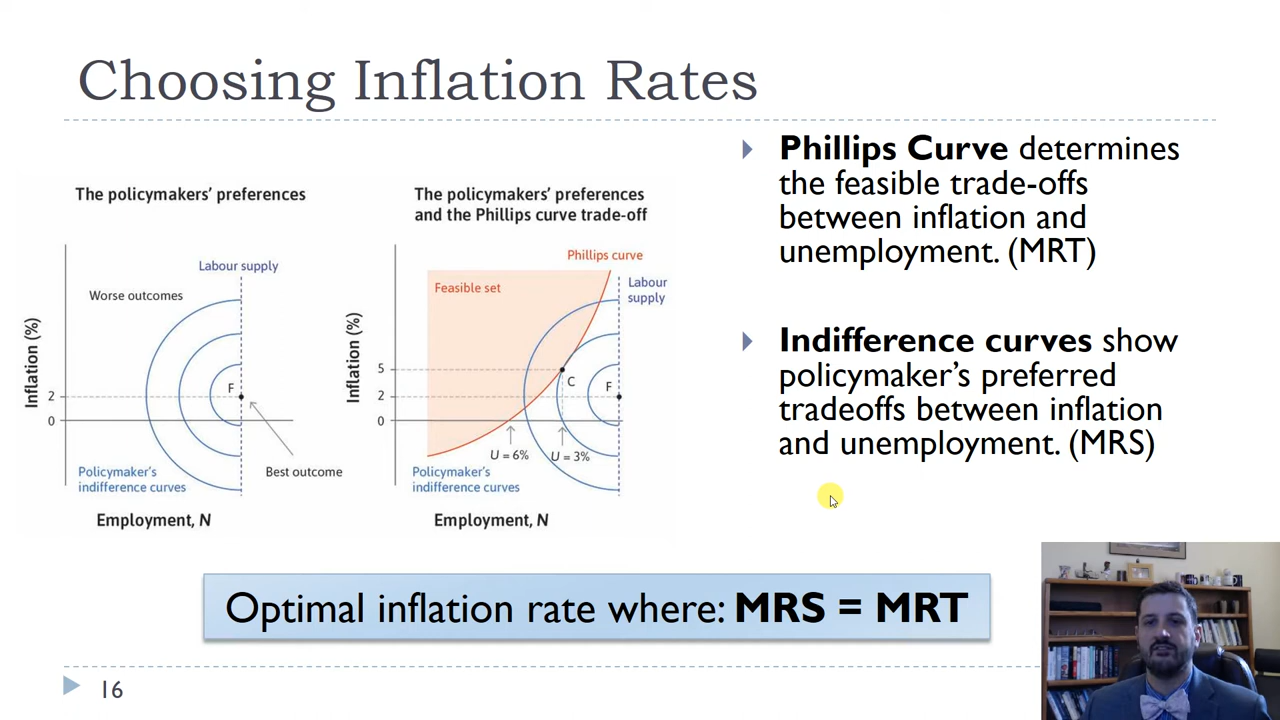 Choosing Inflation Rates
The policymakers' preferences
Labour supply
Worse outcomes
Inflation (%)
F
2
0
Best outcome
Policymaker's
indifference curves
Employment, N
The policymakers' preferences
and the Phillips curve trade-off
Phillips curve
Feasible set
Labour
supply
Inflation (%)
5
C
F
2
0
U = 6%
U = 3%
Policymaker's
indifference curves
Employment, N
Phillips Curve determines
the feasible trade-offs
between inflation and
unemployment. (MRT)
Indifference curves show
policymaker's preferred
tradeoffs between inflation
and unemployment. (MRS)
Optimal inflation rate where: MRS = MRT
16